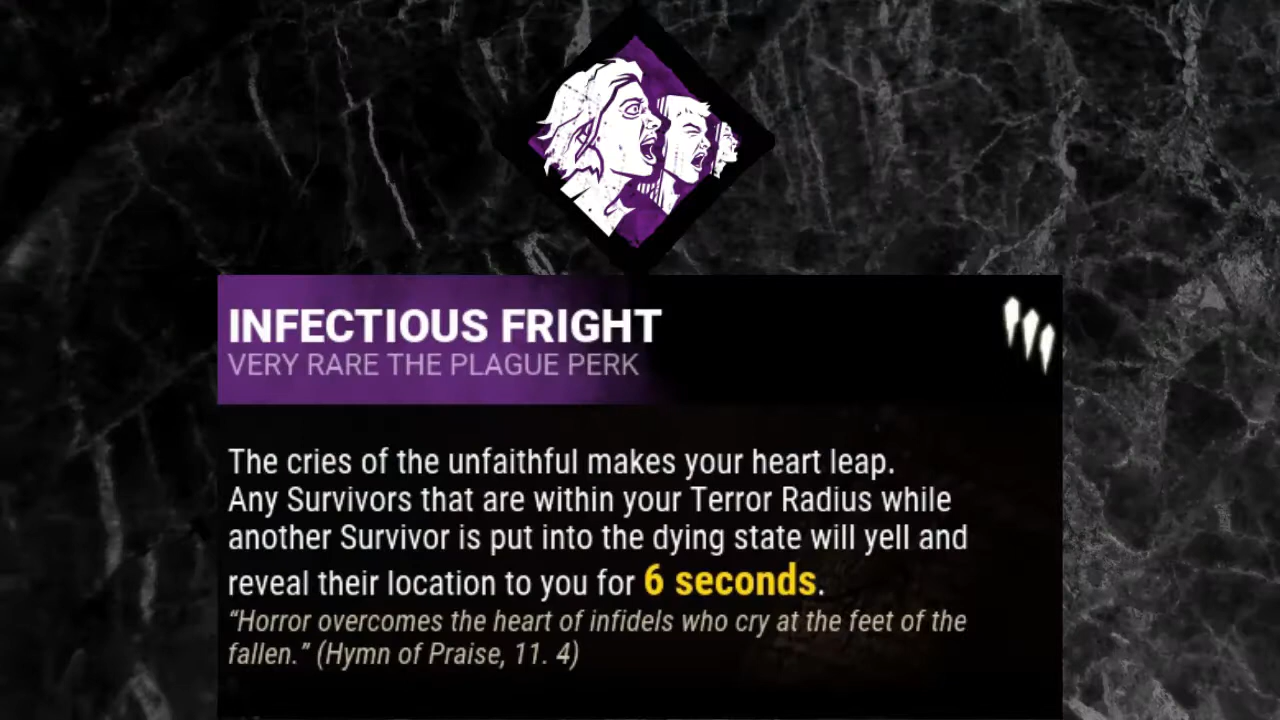 INFECTIOUS FRIGHT
VERY RARE THE PLAGUE PERK
The cries of the unfaithful makes your heart leap.
Any Survivors that are within your Terror Radius while
another Survivor is put into the dying state will yell and
reveal their location to you for 6 seconds.
“Horror overcomes the heart of infidels who cry at the feet of the
fallen.” (Hymn of Praise, 11. 4)